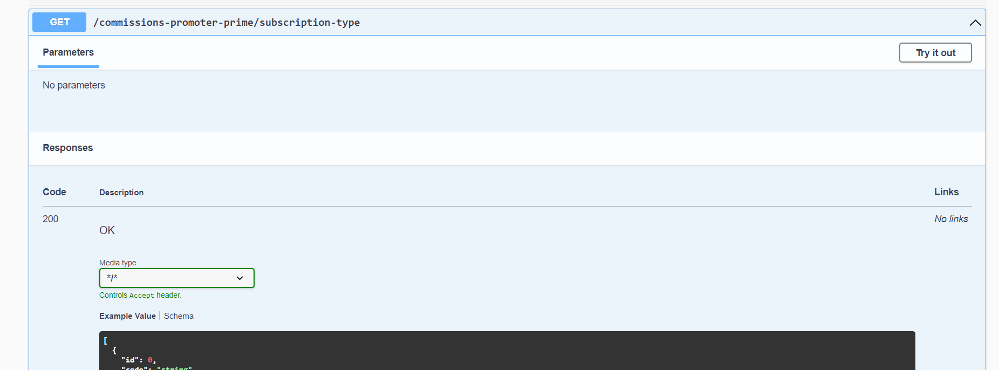 GET /commissions-promoter-prime/subscription-type
Parameters
Try it out
No parameters
Responses
Code Description Links
200 OK No links
Media type
*/*
Controls Accept header.
Example Value | Schema
[
{
"id": 0,
"code": "string"